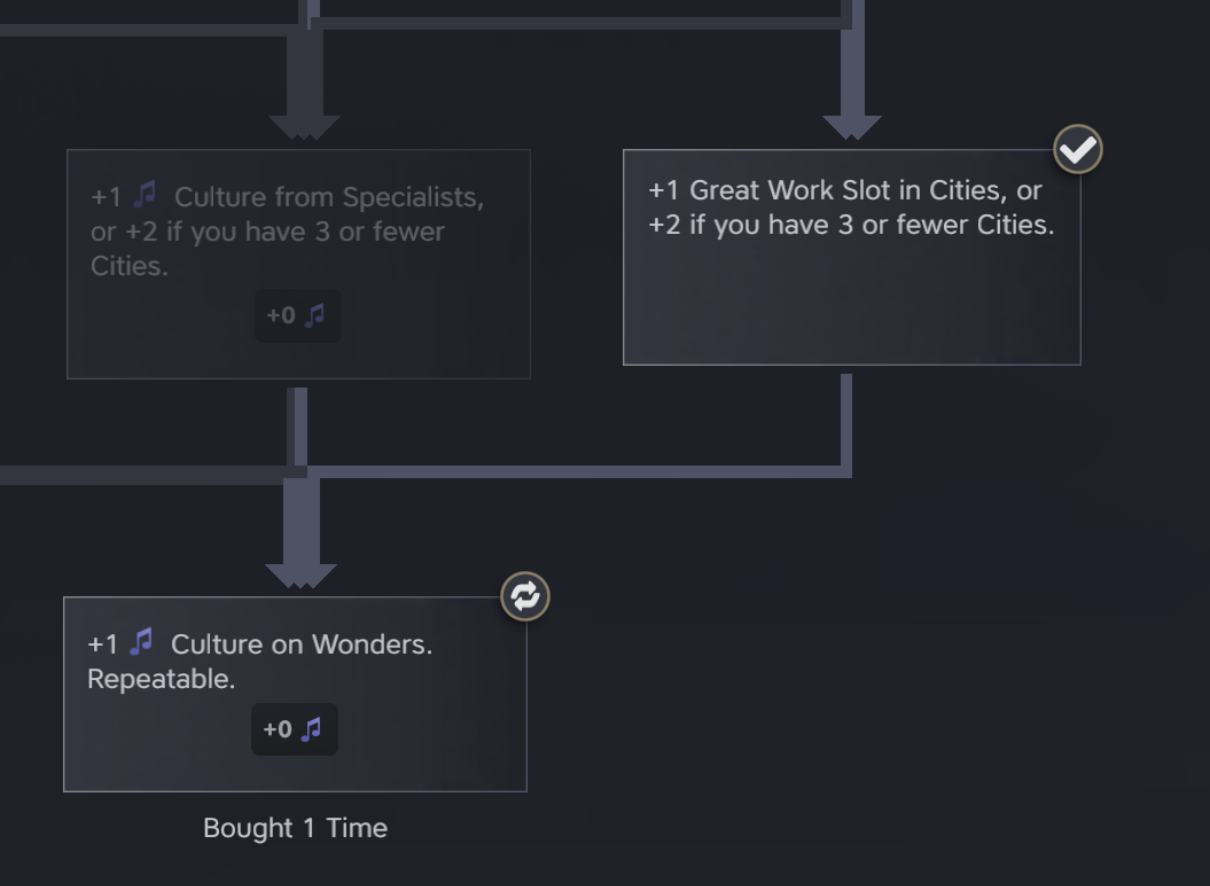 +1 Culture from Specialists,
or +2 if you have 3 or fewer
Cities.
+0
+1 Great Work Slot in Cities, or
+2 if you have 3 or fewer Cities.
+1 Culture on Wonders.
Repeatable.
+0
Bought 1 Time